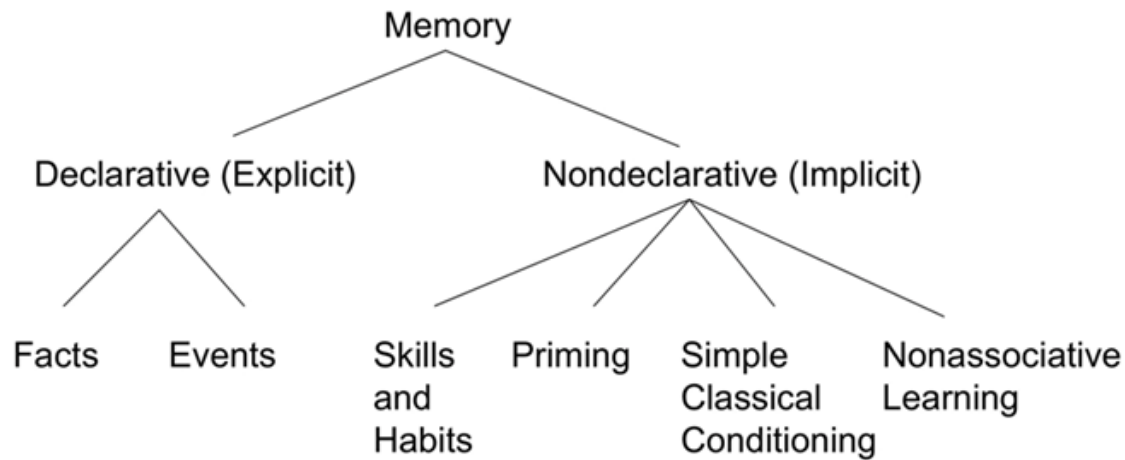 Memory
Declarative (Explicit)
Nondeclarative (Implicit)
Facts
Events
Skills
and
Habits
Priming
Simple
Classical
Conditioning
Nonassociative
Learning